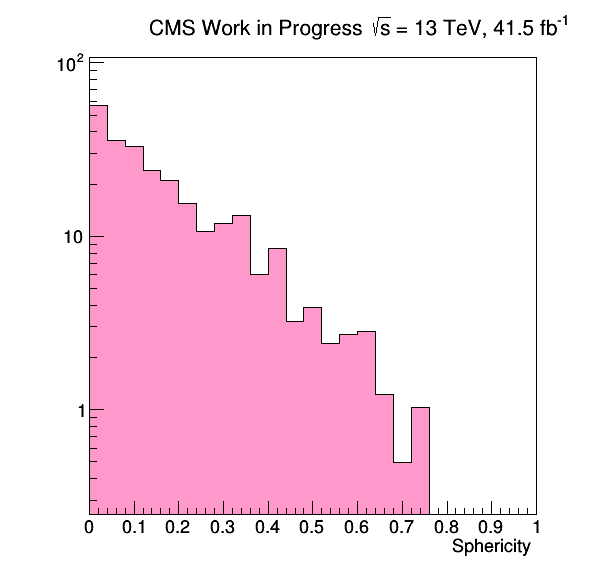 CMS Work in Progress √s = 13 TeV, 41.5 fb⁻¹
10²
10
1
0 0.1 0.2 0.3 0.4 0.5 0.6 0.7 0.8 0.9 1
Sphericity